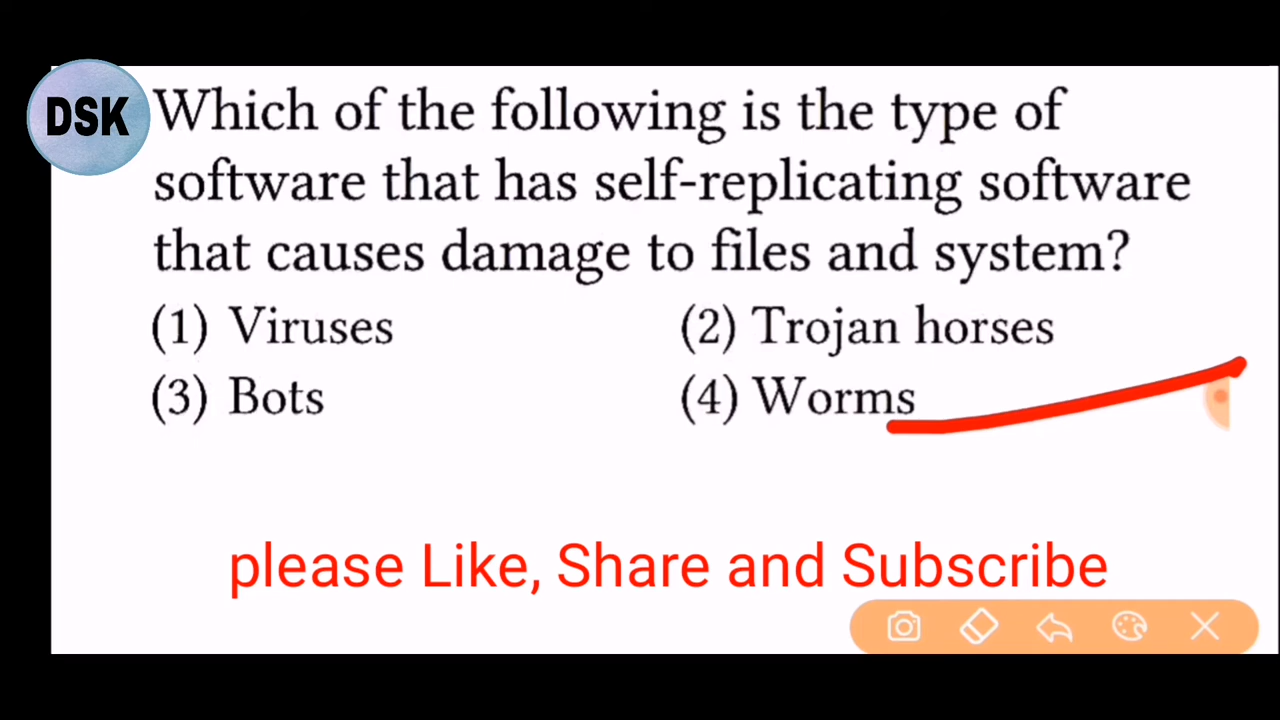 DSK
Which of the following is the type of
software that has self-replicating software
that causes damage to files and system?
(1) Viruses (2) Trojan horses
(3) Bots (4) Worms
please Like, Share and Subscribe